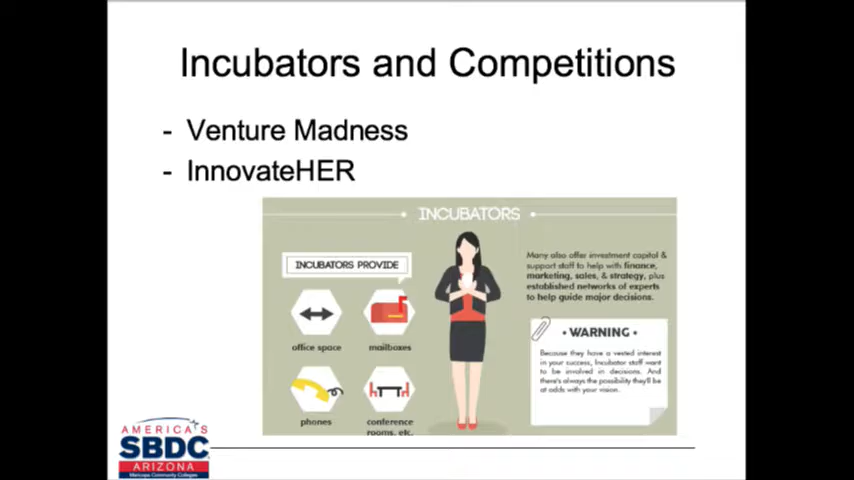 Incubators and Competitions
- Venture Madness
- InnovateHER
INCUBATORS
INCUBATORS PROVIDE
office space
mailboxes
phones
conference
rooms, etc.
Many also offer investment capital &
support staff to help with finance,
marketing, sales, & strategy, plus
established networks of experts
to help guide major decisions.
• WARNING •
Because they have a vested interest
in your success, Incubator staff want
to be involved in decisions. And
there's always the possibility they'll be
at odds with your vision.
AMERICA'S
SBDC
ARIZONA
Maricopa Community Colleges